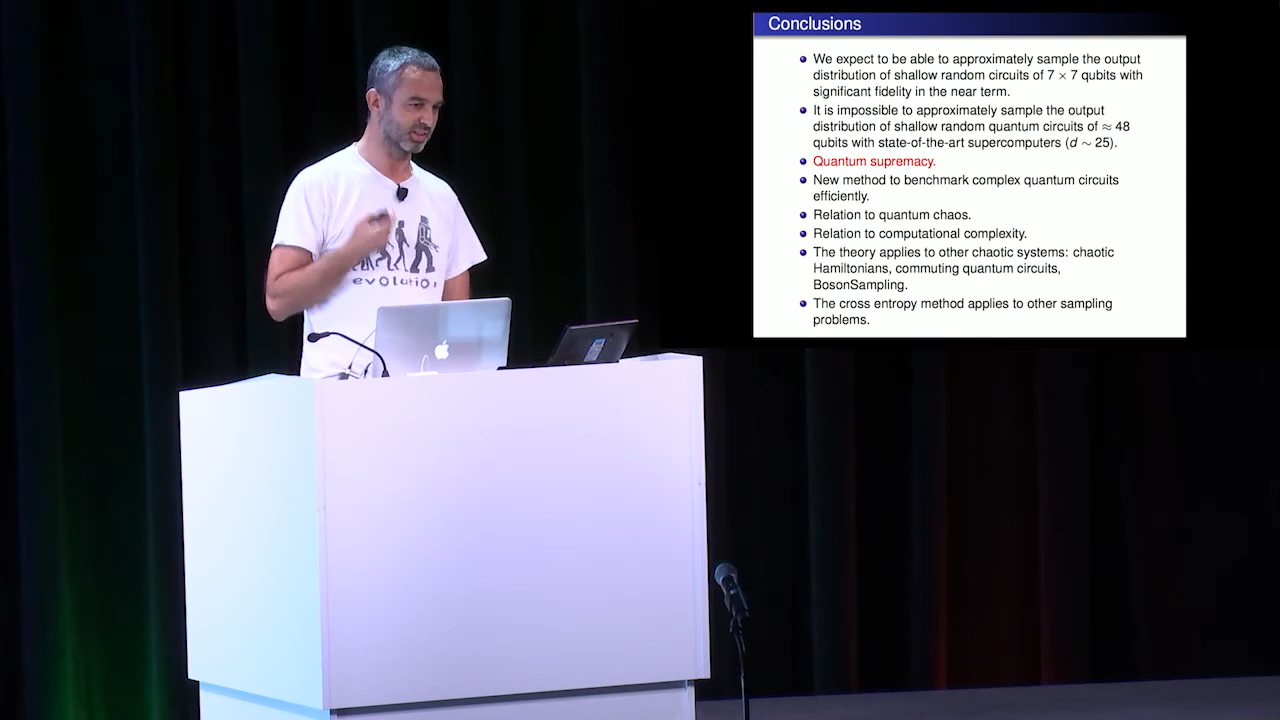 Conclusions
We expect to be able to approximately sample the output
distribution of shallow random circuits of 7 × 7 qubits with
significant fidelity in the near term.
It is impossible to approximately sample the output
distribution of shallow random quantum circuits of ≈ 48
qubits with state-of-the-art supercomputers (d ∼ 25).
Quantum supremacy.
New method to benchmark complex quantum circuits
efficiently.
Relation to quantum chaos.
Relation to computational complexity.
The theory applies to other chaotic systems: chaotic
Hamiltonians, commuting quantum circuits,
BosonSampling.
The cross entropy method applies to other sampling
problems.
evolution